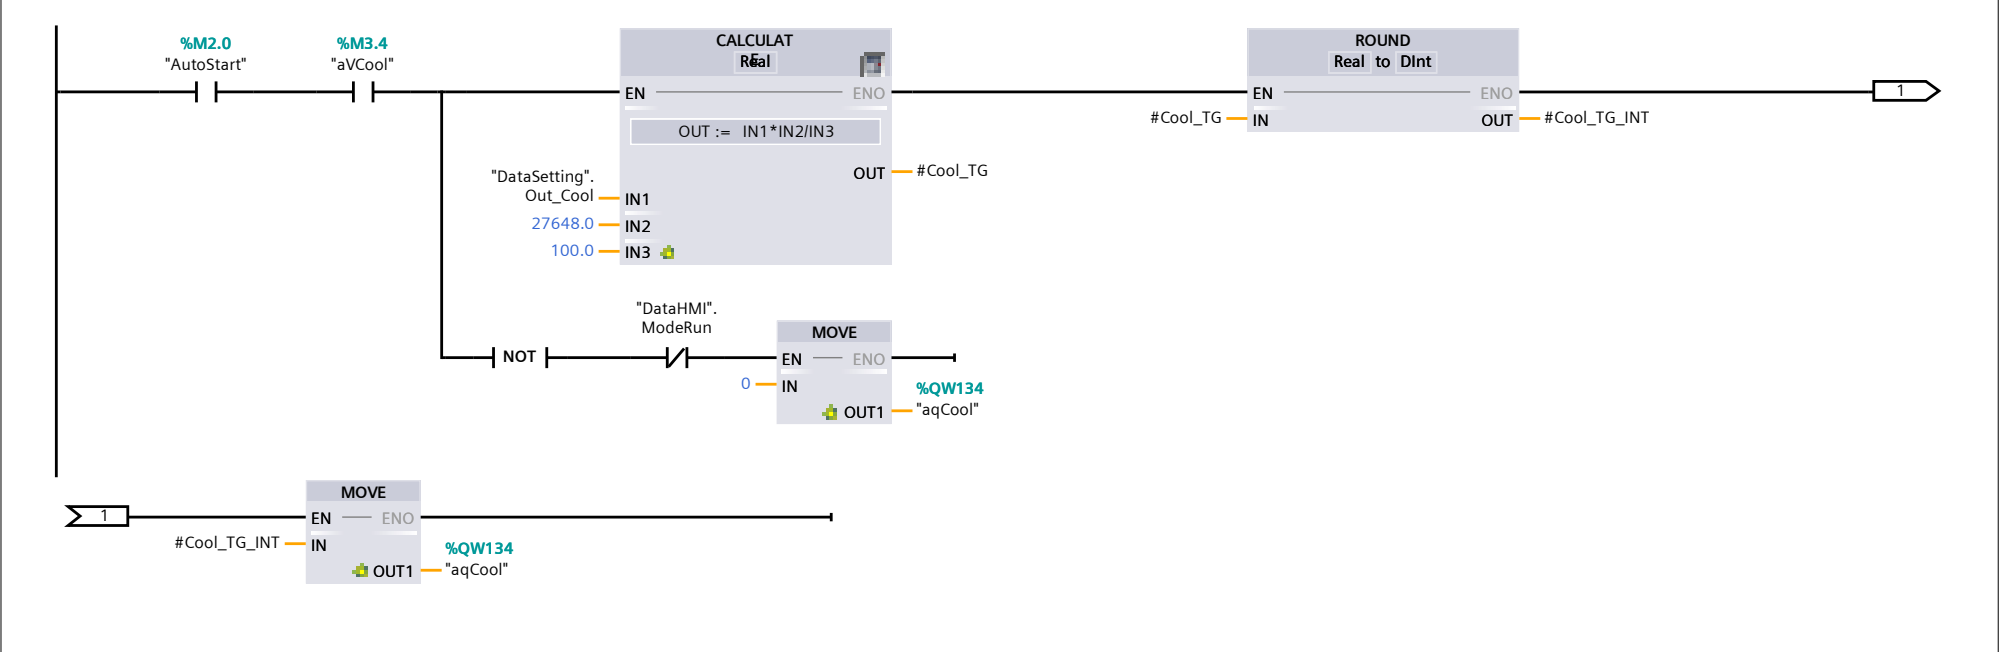 %M2.0
"AutoStart"
%M3.4
"aVCool"
CALCULAT
E
Real
EN
ENO
OUT := IN1*IN2/IN3
OUT
#Cool_TG
"DataSetting".
Out_Cool
IN1
27648.0
IN2
100.0
IN3
ROUND
Real to DInt
EN
ENO
#Cool_TG
IN
OUT
#Cool_TG_INT
1
NOT
"DataHMI".
ModeRun
MOVE
EN
ENO
0
IN
OUT1
%QW134
"aqCool"
1
MOVE
EN
ENO
#Cool_TG_INT
IN
OUT1
%QW134
"aqCool"